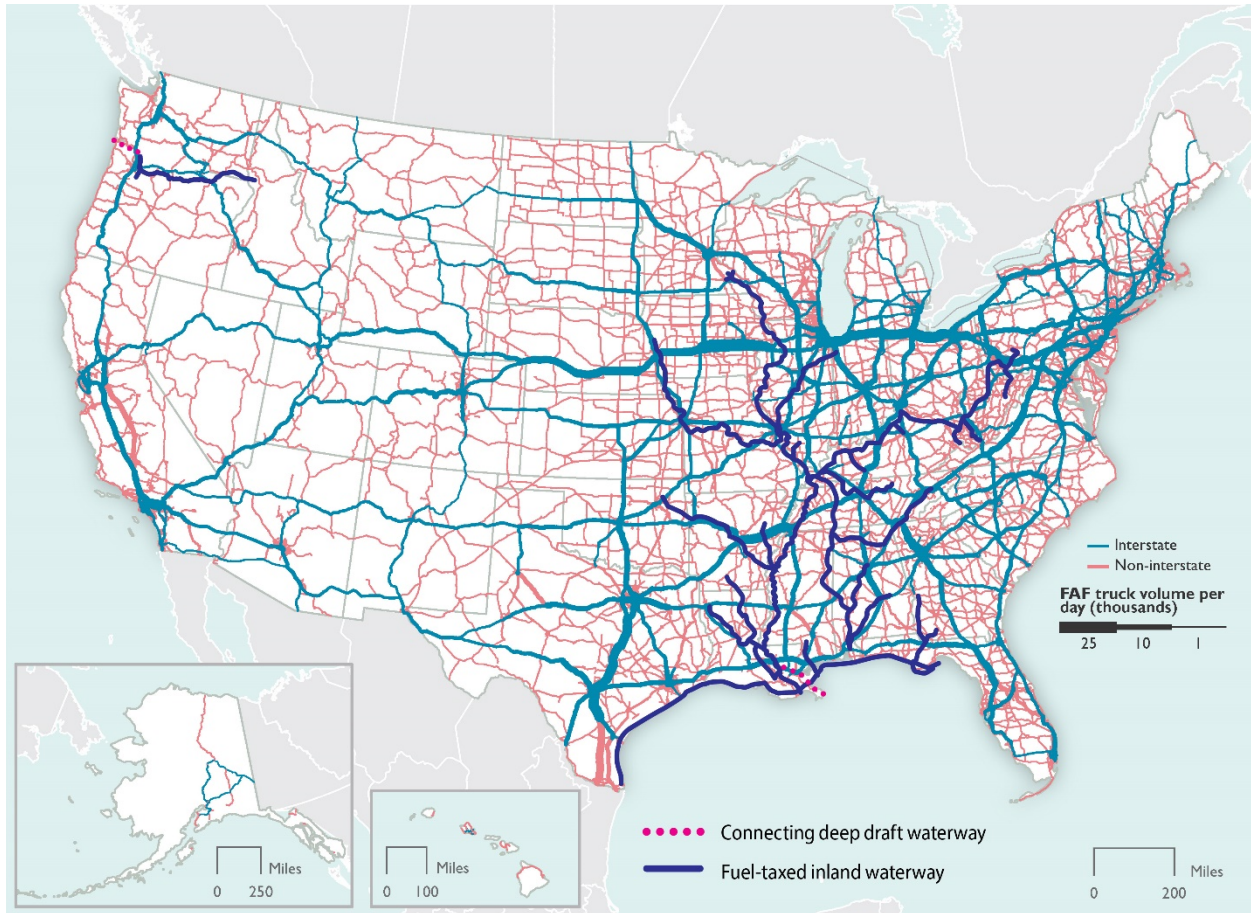 Interstate
Non-interstate
FAF truck volume per
day (thousands)
25 10 1
Miles
0 250
Miles
0 100
Connecting deep draft waterway
Fuel-taxed inland waterway
Miles
0 200